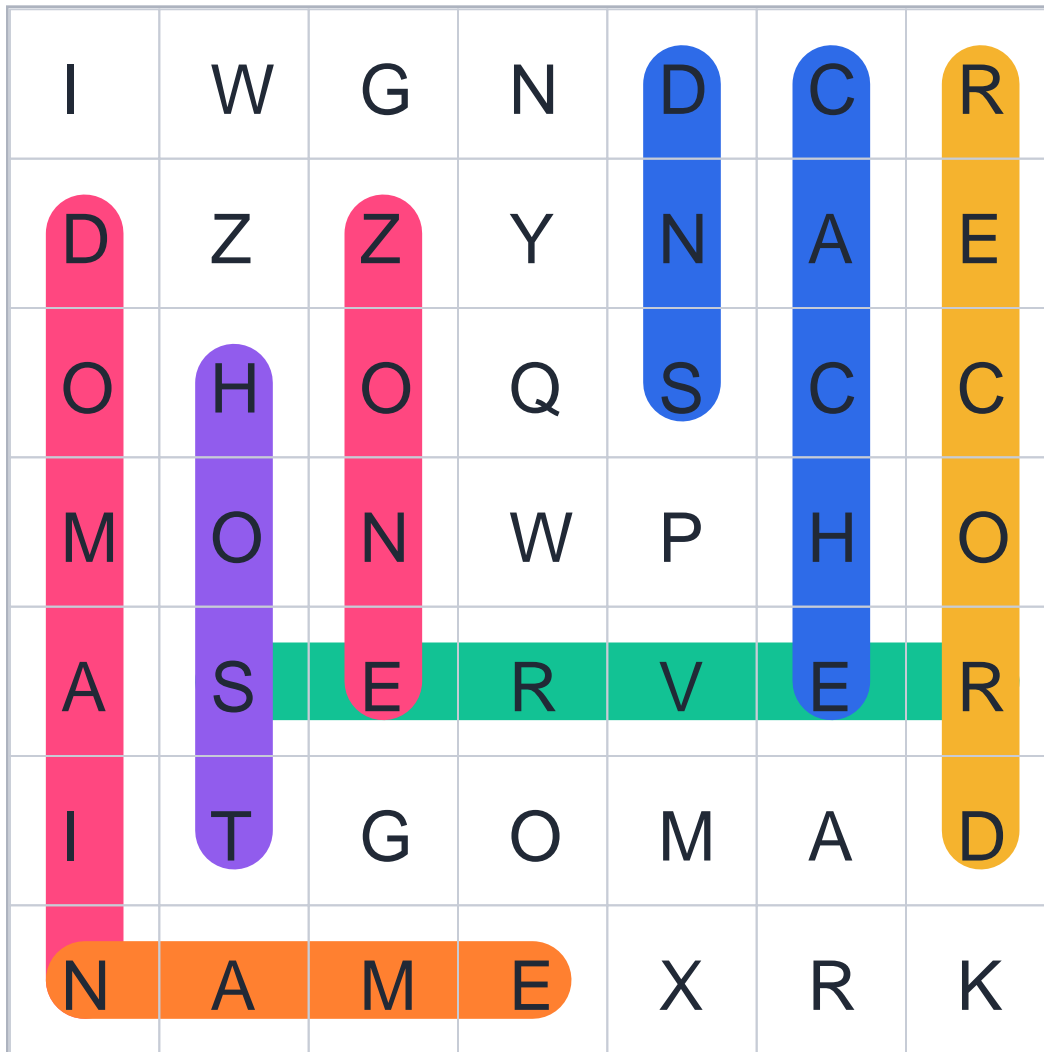 I W G N D C R
D Z Z Y N A E
O H O Q S C C
M O N W P H O
A S E R V E R
I T G O M A D
N A M E X R K